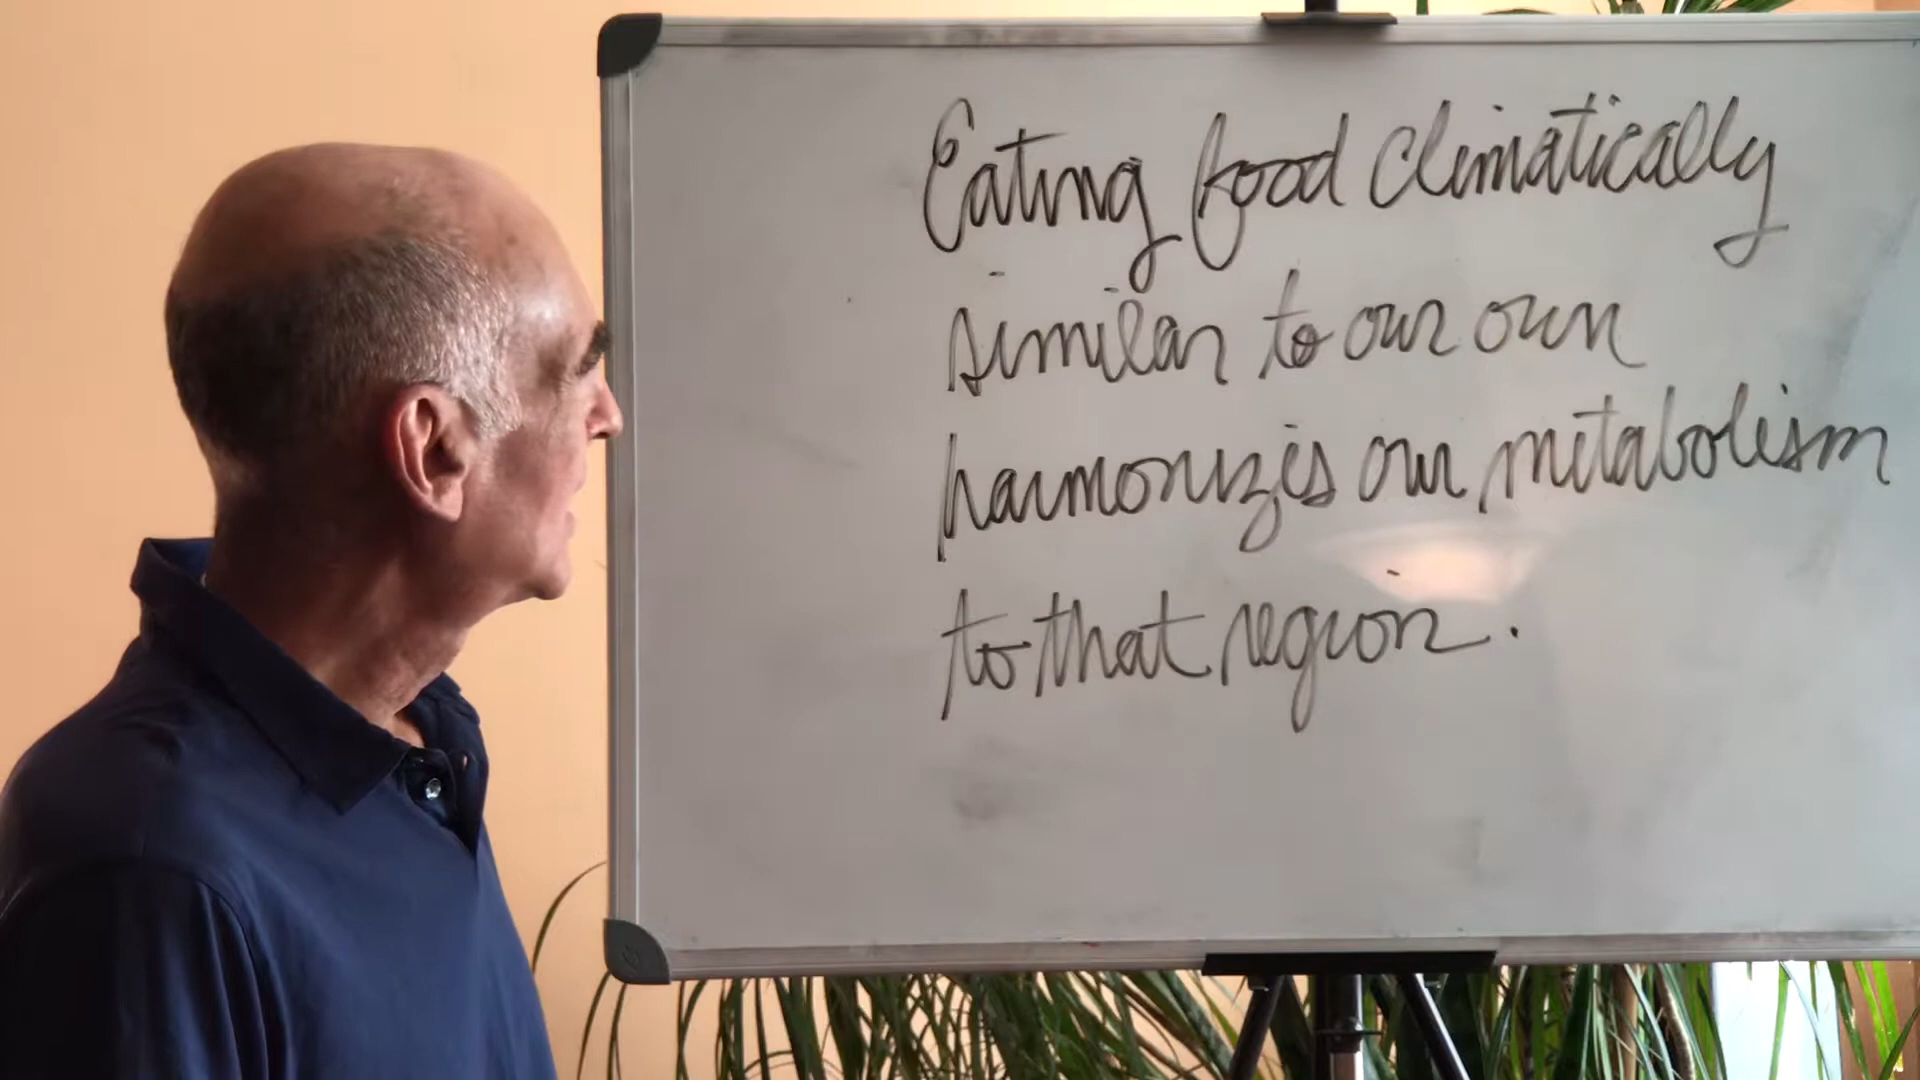 Eating food climatically
similar to our own
harmonizes our metabolism
to that region.